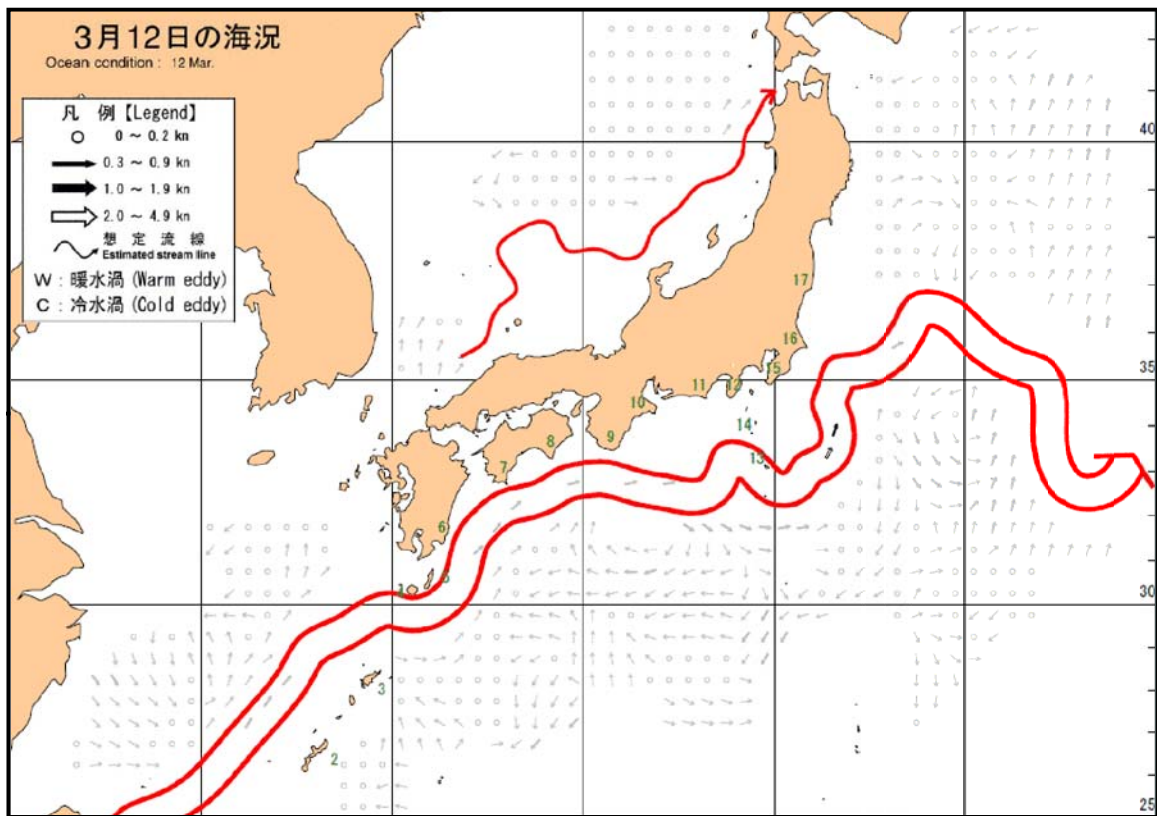 3月12日の海況
Ocean condition : 12 Mar.
凡 例【Legend】
0 ～ 0.2 kn
0.3 ～ 0.9 kn
1.0 ～ 1.9 kn
2.0 ～ 4.9 kn
想 定 流 線
Estimated stream line
W : 暖水渦 (Warm eddy)
C : 冷水渦 (Cold eddy)
40
17
16
35
15
12
11
10
14
9
8
13
7
6
5
1
30
3
2
25